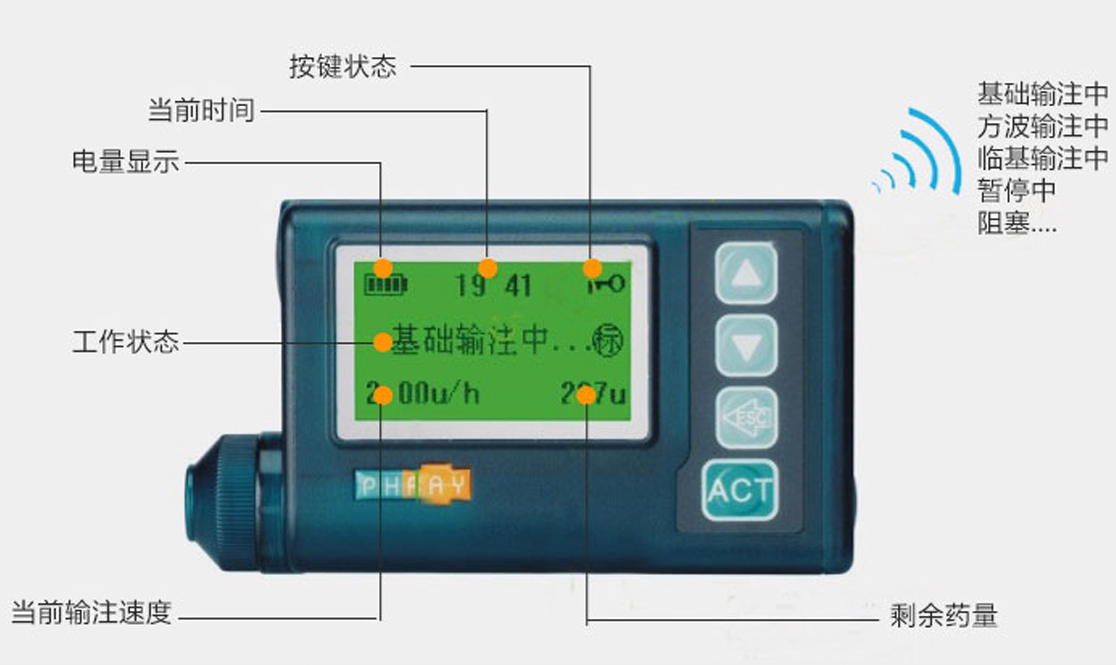 按键状态
当前时间
电量显示
基础输注中
方波输注中
临基输注中
暂停中
阻塞....
19 41
工作状态
基础输注中...标
00u/h
ESC
PHRAY
ACT
当前输注速度
剩余药量